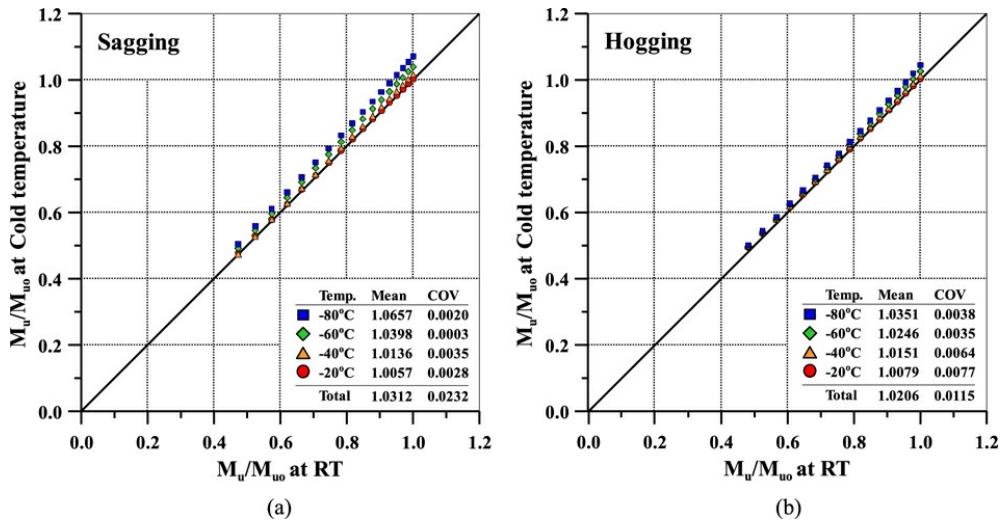 Sagging
1.2
1.0
0.8
0.6
0.4
0.2
0.0
Mu/Muo at Cold temperature
Temp. Mean COV
-80°C 1.0657 0.0020
-60°C 1.0398 0.0003
-40°C 1.0136 0.0035
-20°C 1.0057 0.0028
Total 1.0312 0.0232
0.0 0.2 0.4 0.6 0.8 1.0 1.2
Mu/Muo at RT
(a)
Hogging
1.2
1.0
0.8
0.6
0.4
0.2
0.0
Mu/Muo at Cold temperature
Temp. Mean COV
-80°C 1.0351 0.0038
-60°C 1.0246 0.0035
-40°C 1.0151 0.0064
-20°C 1.0079 0.0077
Total 1.0206 0.0115
0.0 0.2 0.4 0.6 0.8 1.0 1.2
Mu/Muo at RT
(b)